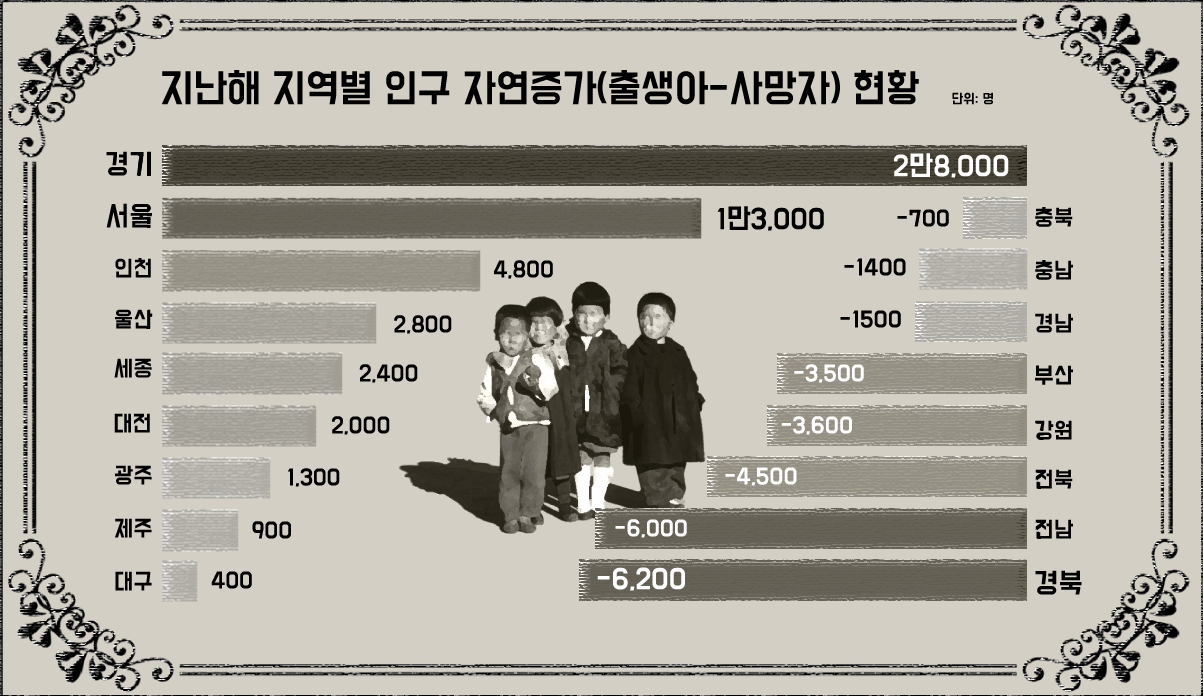 지난해 지역별 인구 자연증가(출생아-사망자) 현황 단위: 명
경기 2만8,000
서울 1만3,000 -700 충북
인천 4,800 -1400 충남
울산 2,800 -1500 경남
세종 2,400 -3,500 부산
대전 2,000 -3,600 강원
광주 1,300 -4,500 전북
제주 900 -6,000 전남
대구 400 -6,200 경북